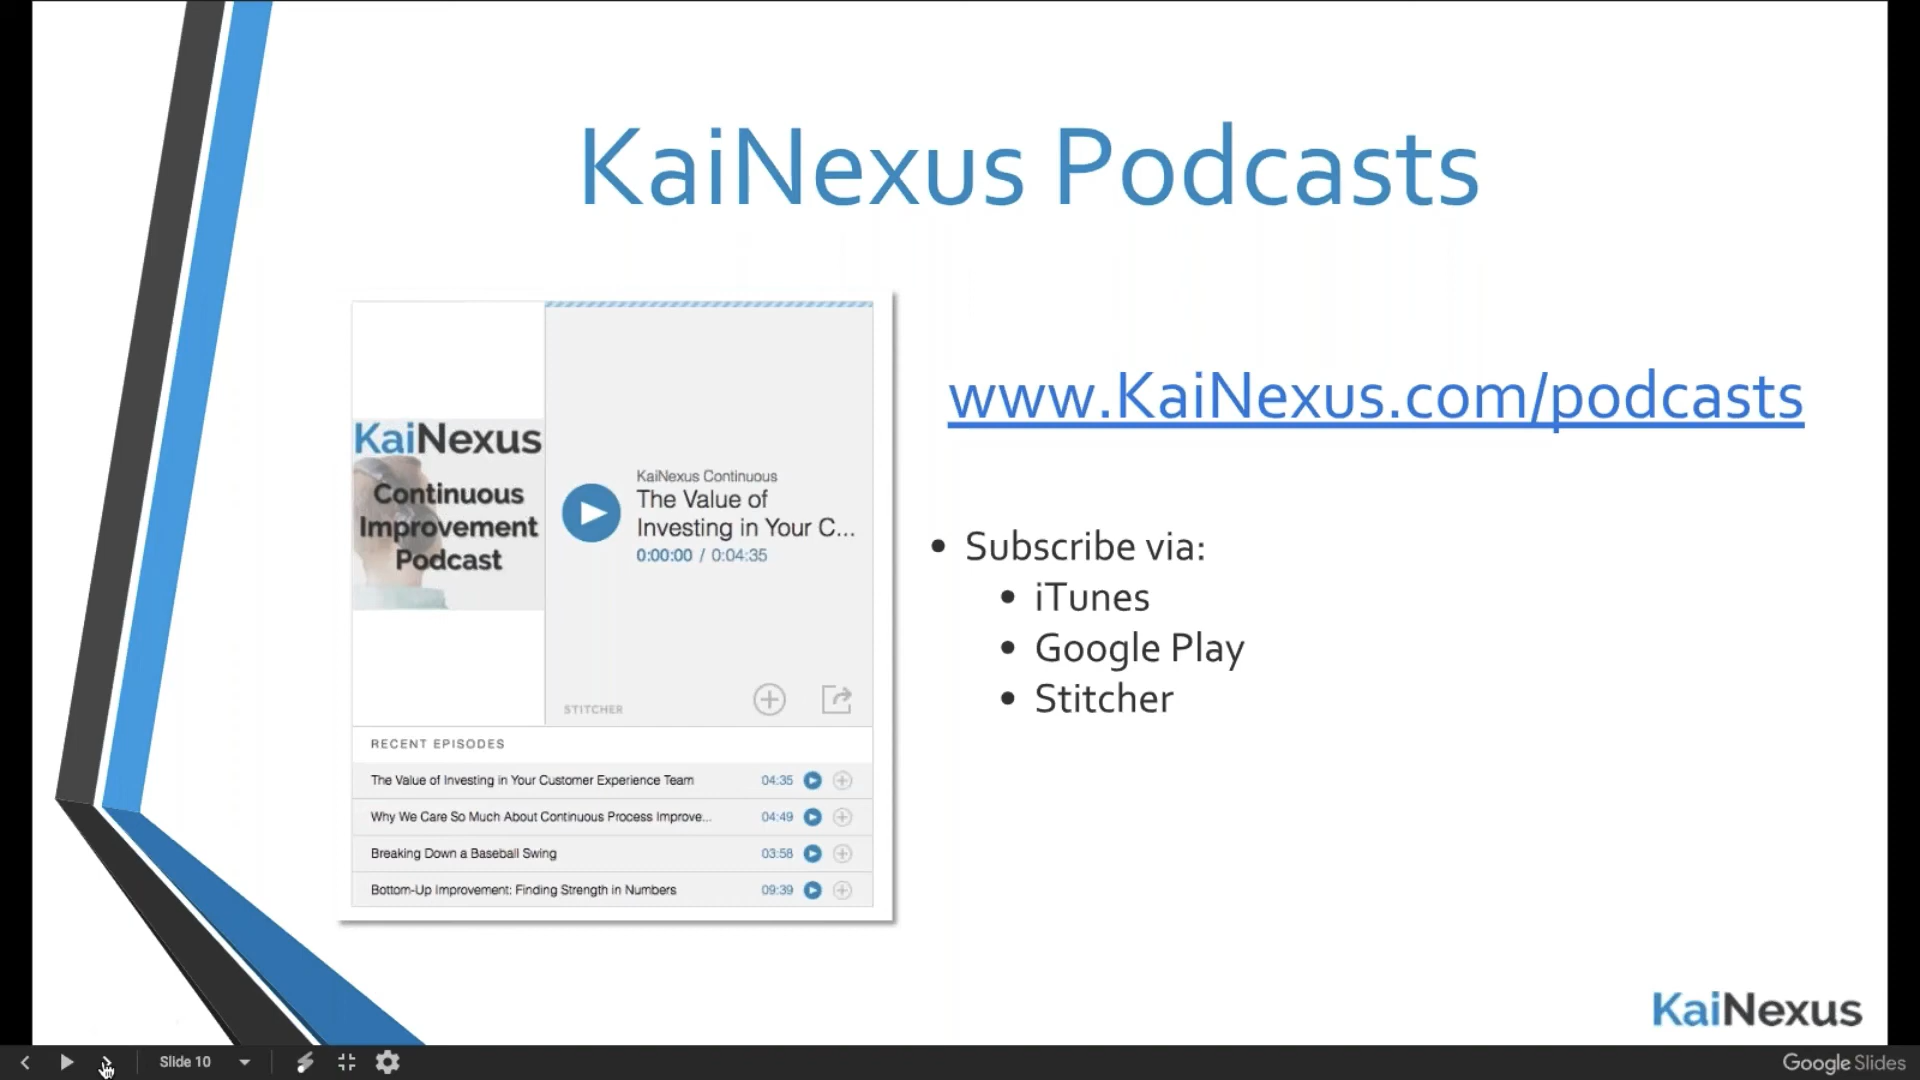 KaiNexus Podcasts
KaiNexus
Continuous
Improvement
Podcast
KaiNexus Continuous
The Value of
Investing in Your C...
0:00:00 / 0:04:35
STITCHER
RECENT EPISODES
The Value of Investing in Your Customer Experience Team 04:35
Why We Care So Much About Continuous Process Improve... 04:49
Breaking Down a Baseball Swing 03:58
Bottom-Up Improvement: Finding Strength in Numbers 09:39
www.KaiNexus.com/podcasts
• Subscribe via:
• iTunes
• Google Play
• Stitcher
KaiNexus
Slide 10
Google Slides